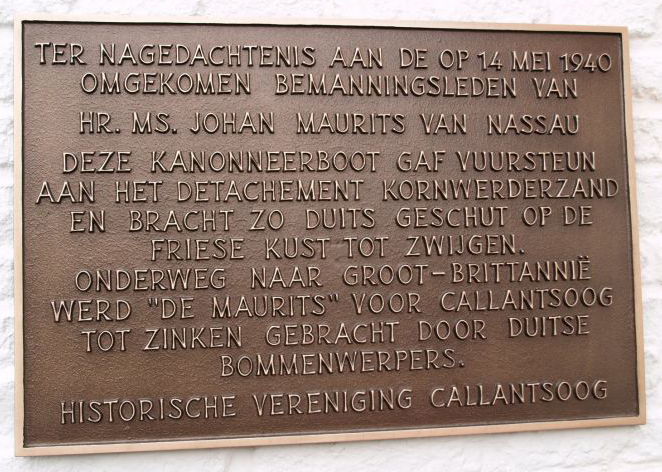 TER NAGEDACHTENIS AAN DE OP 14 MEI 1940
OMGEKOMEN BEMANNINGSLEDEN VAN
HR. MS. JOHAN MAURITS VAN NASSAU
DEZE KANONNEERBOOT GAF VUURSTEUN
AAN HET DETACHEMENT KORNWERDERZAND
EN BRACHT ZO DUITS GESCHUT OP DE
FRIESE KUST TOT ZWIJGEN.
ONDERWEG NAAR GROOT-BRITTANNIË
WERD "DE MAURITS" VOOR CALLANTSOOG
TOT ZINKEN GEBRACHT DOOR DUITSE
BOMMENWERPERS.
HISTORISCHE VERENIGING CALLANTSOOG